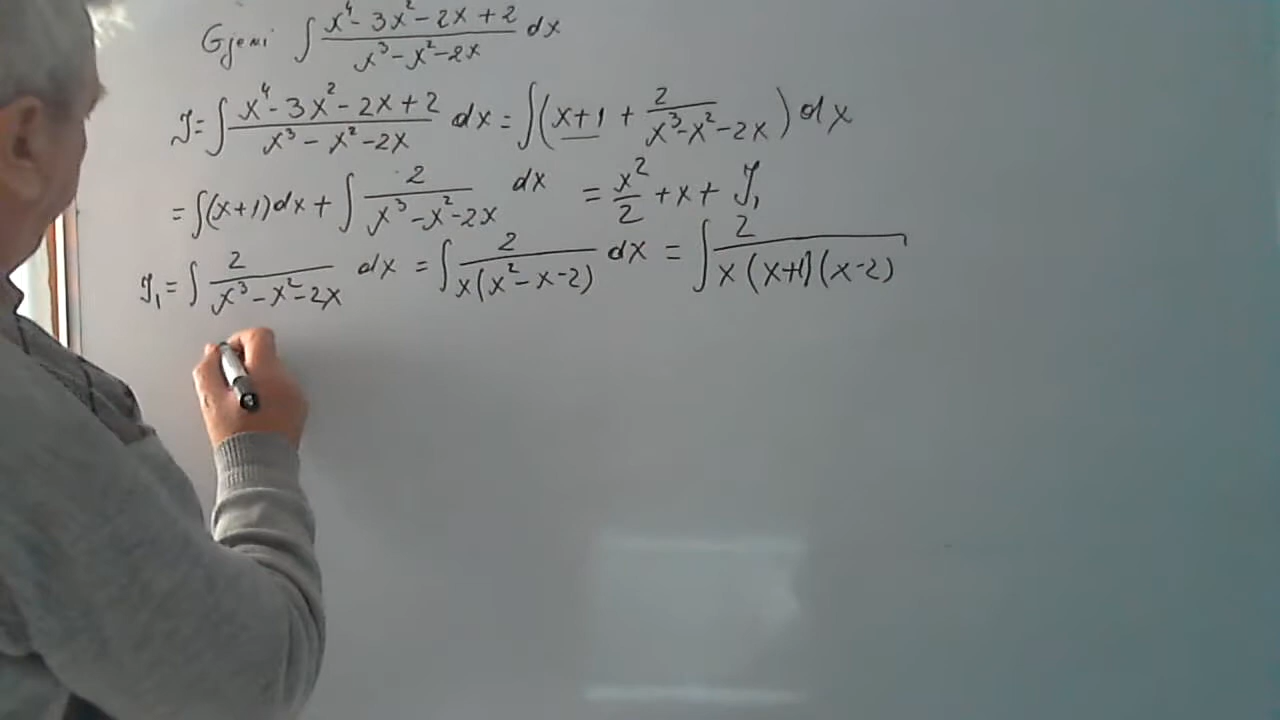 Gjeni ∫ (x⁴ - 3x² - 2x + 2)/(x³ - x² - 2x) dx
J = ∫ (x⁴ - 3x² - 2x + 2)/(x³ - x² - 2x) dx = ∫(x+1 + 2/(x³ - x² - 2x)) dx
= ∫(x+1)dx + ∫ 2/(x³ - x² - 2x) dx = x²/2 + x + J₁
J₁ = ∫ 2/(x³ - x² - 2x) dx = ∫ 2/(x(x² - x - 2)) dx = ∫ 2/(x(x+1)(x-2))